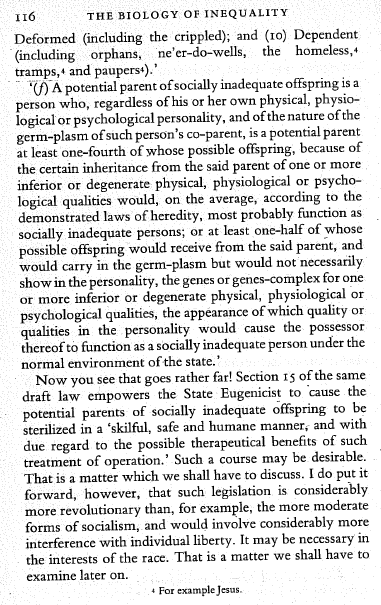 116 THE BIOLOGY OF INEQUALITY
Deformed (including the crippled); and (10) Dependent
(including orphans, ne'er-do-wells, the homeless,⁴
tramps,⁴ and paupers⁴).'
'(f) A potential parent of socially inadequate offspring is a
person who, regardless of his or her own physical, physio-
logical or psychological personality, and of the nature of the
germ-plasm of such person's co-parent, is a potential parent
at least one-fourth of whose possible offspring, because of
the certain inheritance from the said parent of one or more
inferior or degenerate physical, physiological or psycho-
logical qualities would, on the average, according to the
demonstrated laws of heredity, most probably function as
socially inadequate persons; or at least one-half of whose
possible offspring would receive from the said parent, and
would carry in the germ-plasm but would not necessarily
show in the personality, the genes or genes-complex for one
or more inferior or degenerate physical, physiological or
psychological qualities, the appearance of which quality or
qualities in the personality would cause the possessor
thereof to function as a socially inadequate person under the
normal environment of the state.'
Now you see that goes rather far! Section 15 of the same
draft law empowers the State Eugenicist to 'cause the
potential parents of socially inadequate offspring to be
sterilized in a 'skilful, safe and humane manner, and with
due regard to the possible therapeutical benefits of such
treatment of operation.' Such a course may be desirable.
That is a matter which we shall have to discuss. I do put it
forward, however, that such legislation is considerably
more revolutionary than, for example, the more moderate
forms of socialism, and would involve considerably more
interference with individual liberty. It may be necessary in
the interests of the race. That is a matter we shall have to
examine later on.
⁴ For example Jesus.